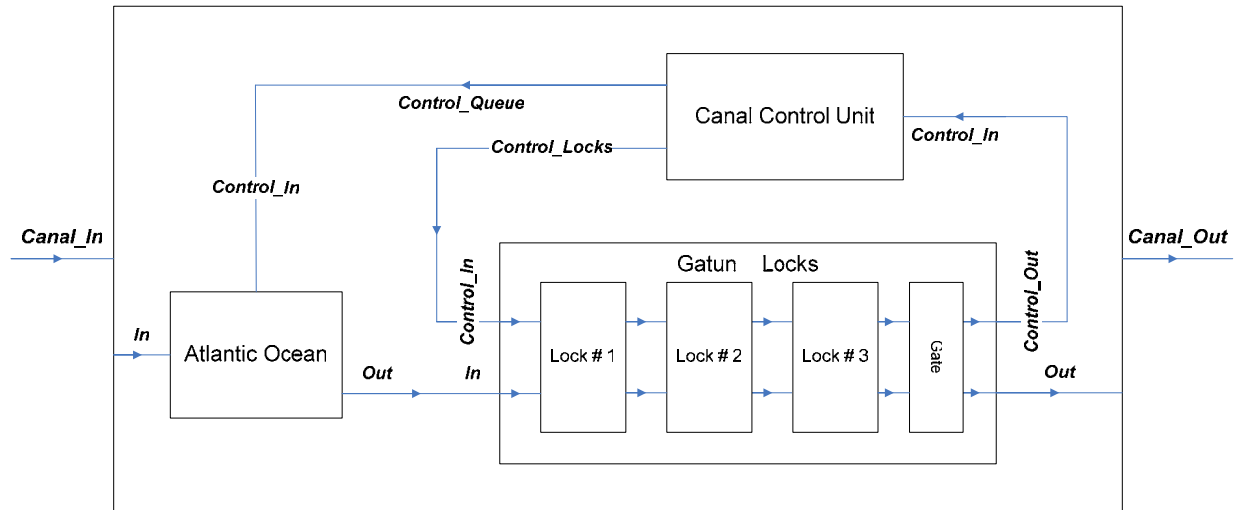 Control_Queue
Canal Control Unit
Control_In
Control_Locks
Control_In
Canal_In
Canal_Out
Gatun Locks
Control_In
Control_Out
In
Atlantic Ocean
Lock # 1
Lock # 2
Lock # 3
Gate
Out
In
Out